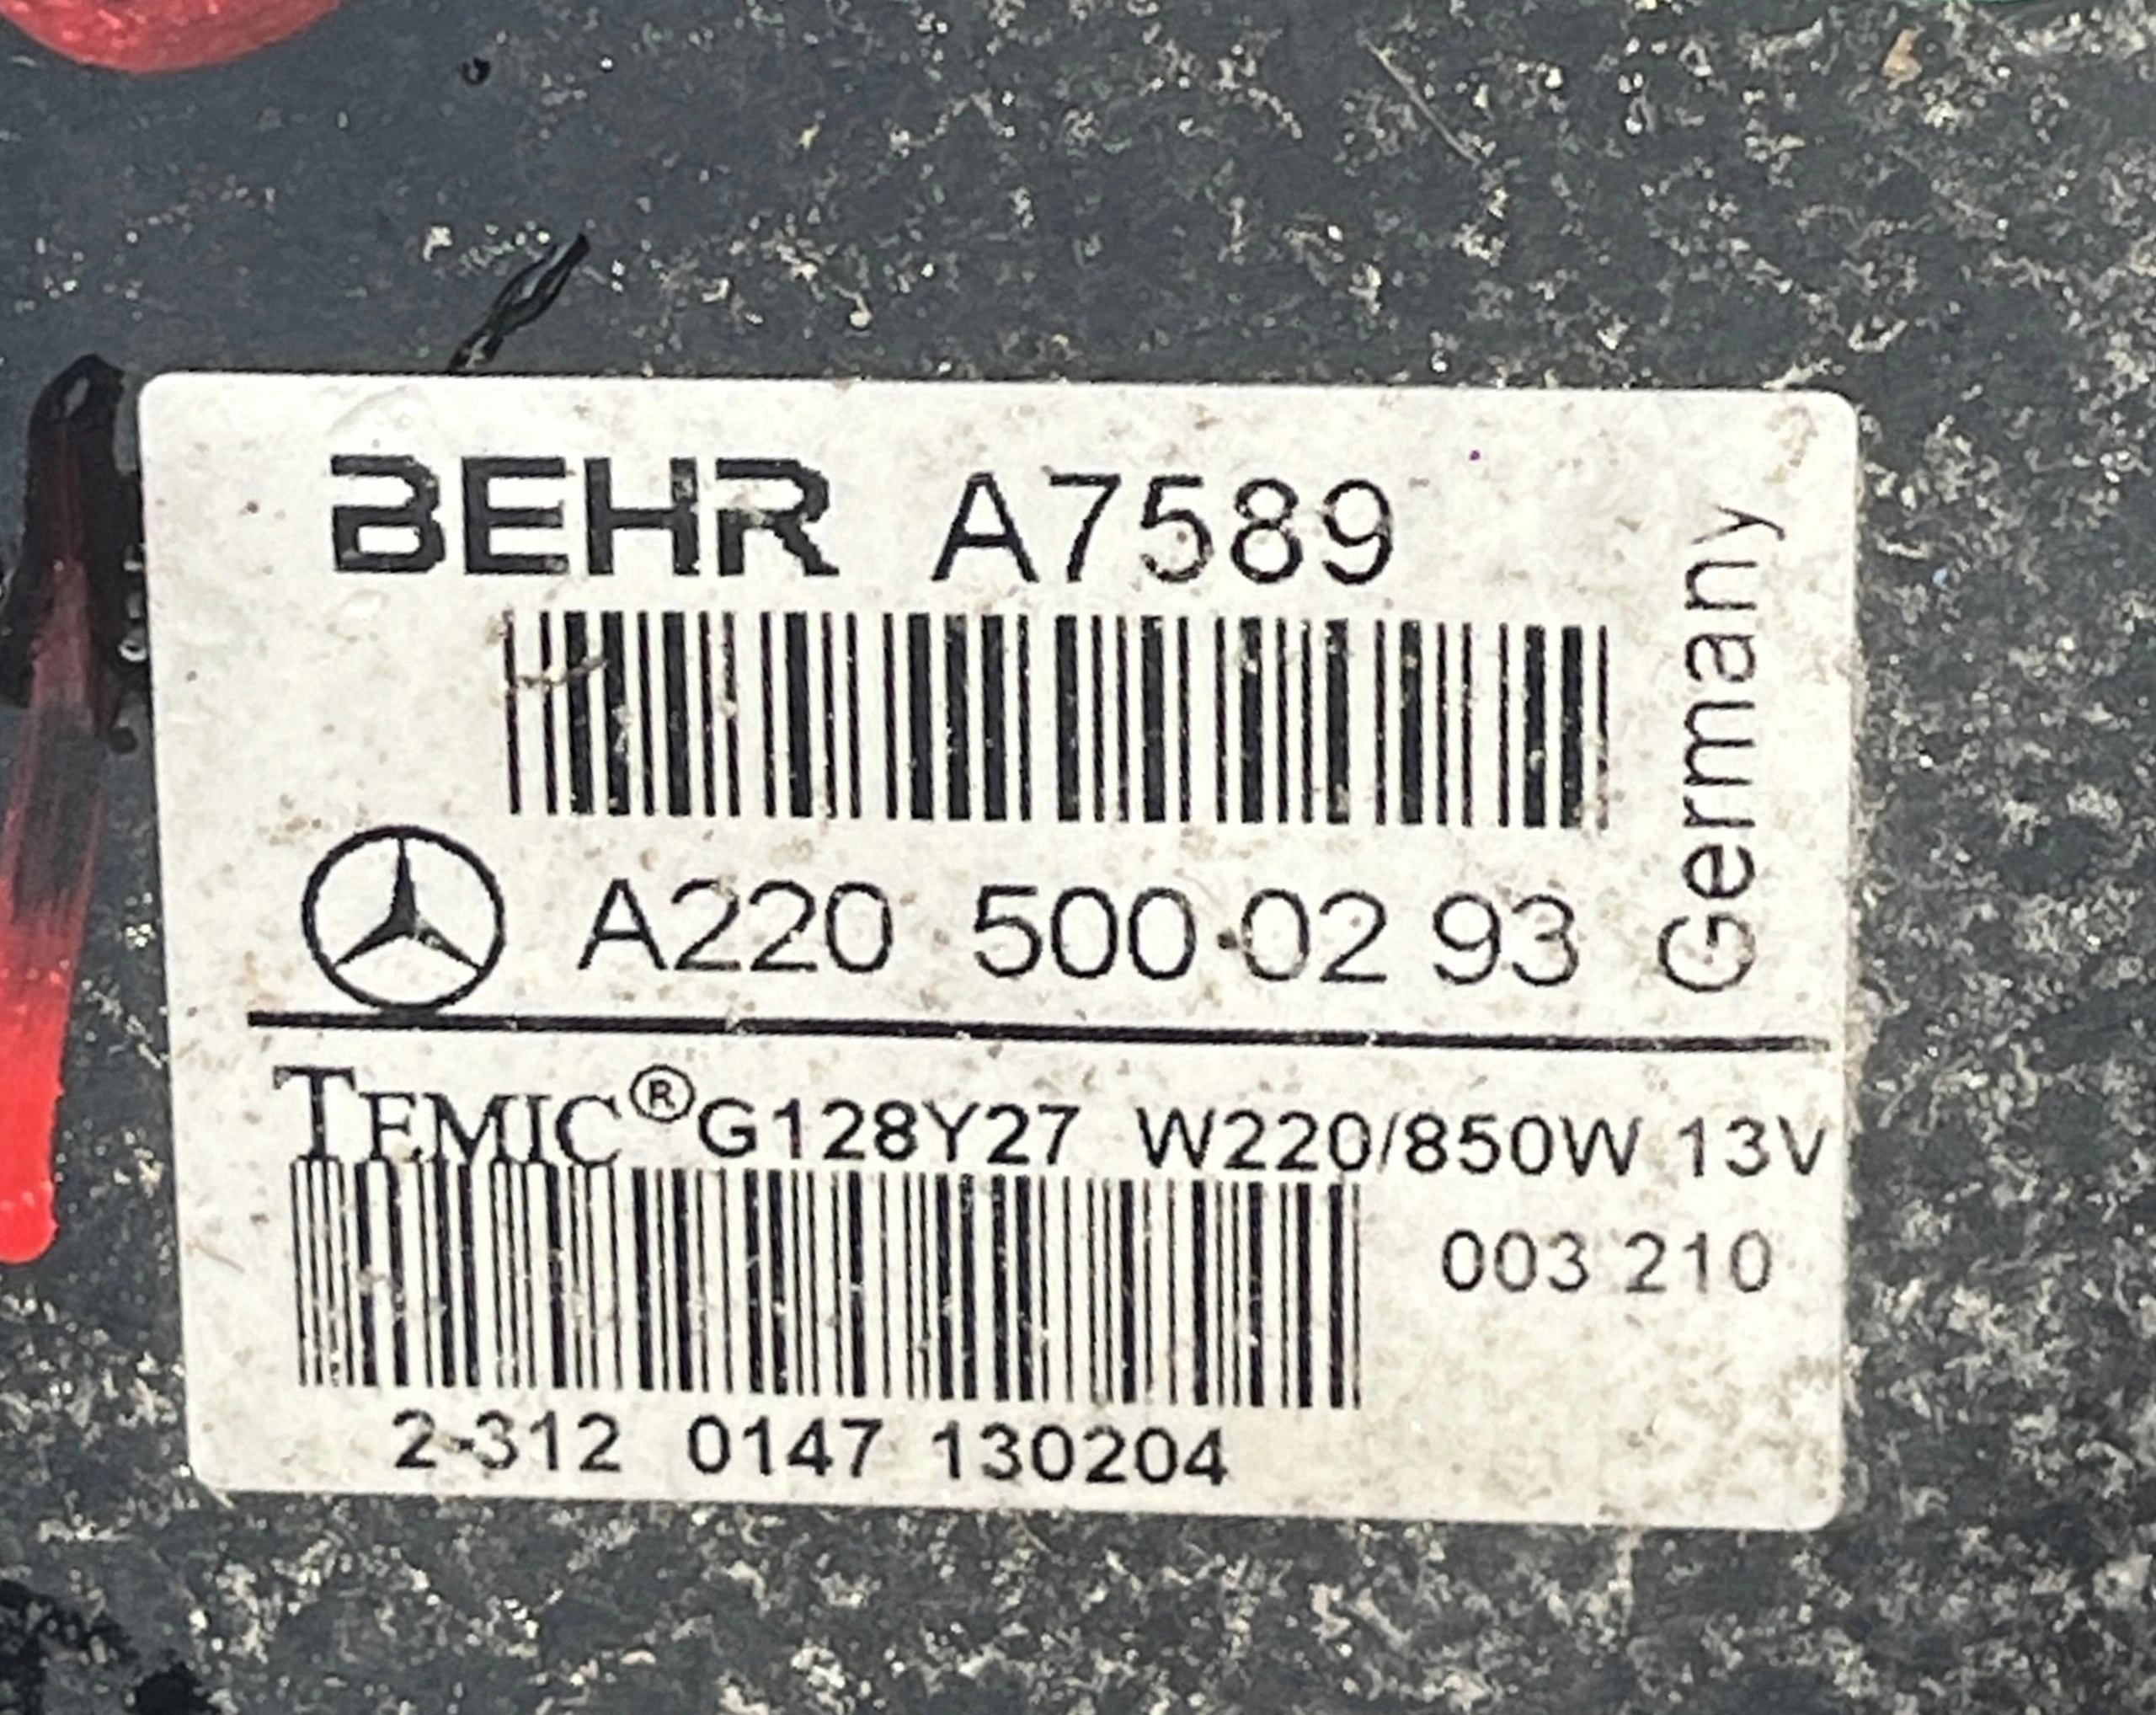 BEHR A7589
A220 500 02 93
Germany
TEMIC® G128Y27 W220/850W 13V
003 210
2-312 0147 130204